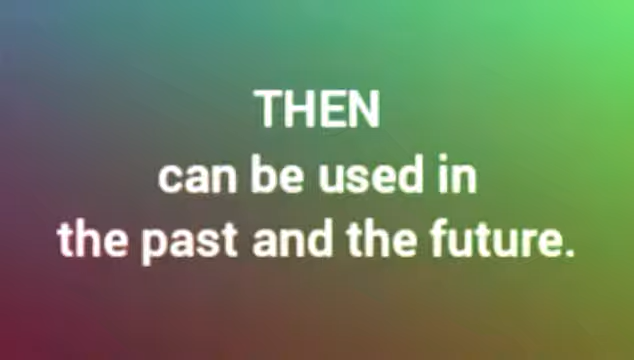 THEN
can be used in
the past and the future.